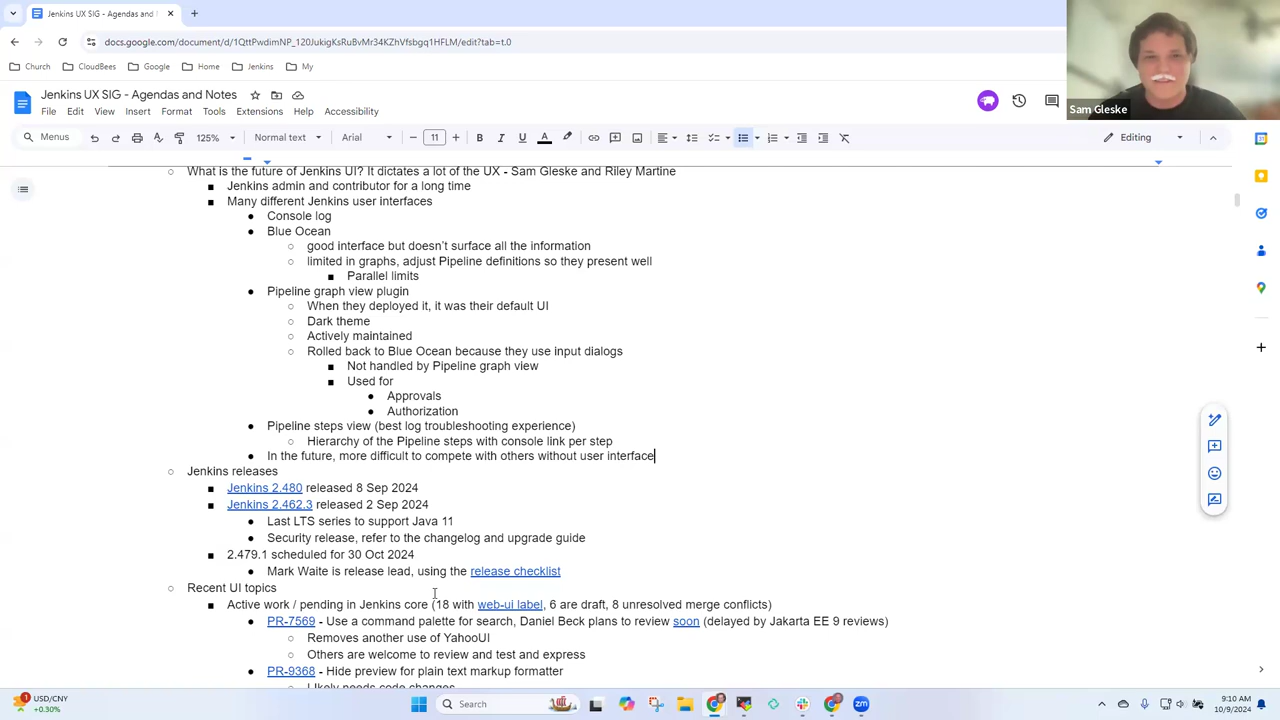 Jenkins UX SIG - Agendas and
docs.google.com/document/d/1QttPwdimNP_120JukigKsRuBvMr34KZhVfsbgq1HFLM/edit?tab=t.0
Church CloudBees Google Home Jenkins My
Jenkins UX SIG - Agendas and Notes
File Edit View Insert Format Tools Extensions Help Accessibility
Sam Gleske
Menus 125% Normal text Arial 11 B I U A Editing
What is the future of Jenkins UI? It dictates a lot of the UX - Sam Gleske and Riley Martine
Jenkins admin and contributor for a long time
Many different Jenkins user interfaces
Console log
Blue Ocean
good interface but doesn't surface all the information
limited in graphs, adjust Pipeline definitions so they present well
Parallel limits
Pipeline graph view plugin
When they deployed it, it was their default UI
Dark theme
Actively maintained
Rolled back to Blue Ocean because they use input dialogs
Not handled by Pipeline graph view
Used for
Approvals
Authorization
Pipeline steps view (best log troubleshooting experience)
Hierarchy of the Pipeline steps with console link per step
In the future, more difficult to compete with others without user interface
Jenkins releases
Jenkins 2.480 released 8 Sep 2024
Jenkins 2.462.3 released 2 Sep 2024
Last LTS series to support Java 11
Security release, refer to the changelog and upgrade guide
2.479.1 scheduled for 30 Oct 2024
Mark Waite is release lead, using the release checklist
Recent UI topics
Active work / pending in Jenkins core (18 with web-ui label, 6 are draft, 8 unresolved merge conflicts)
PR-7569 - Use a command palette for search, Daniel Beck plans to review soon (delayed by Jakarta EE 9 reviews)
Removes another use of YahooUI
Others are welcome to review and test and express
PR-9368 - Hide preview for plain text markup formatter
Likely needs code changes
USD/CNY
+0.30%
Search
9:10 AM
10/9/2024